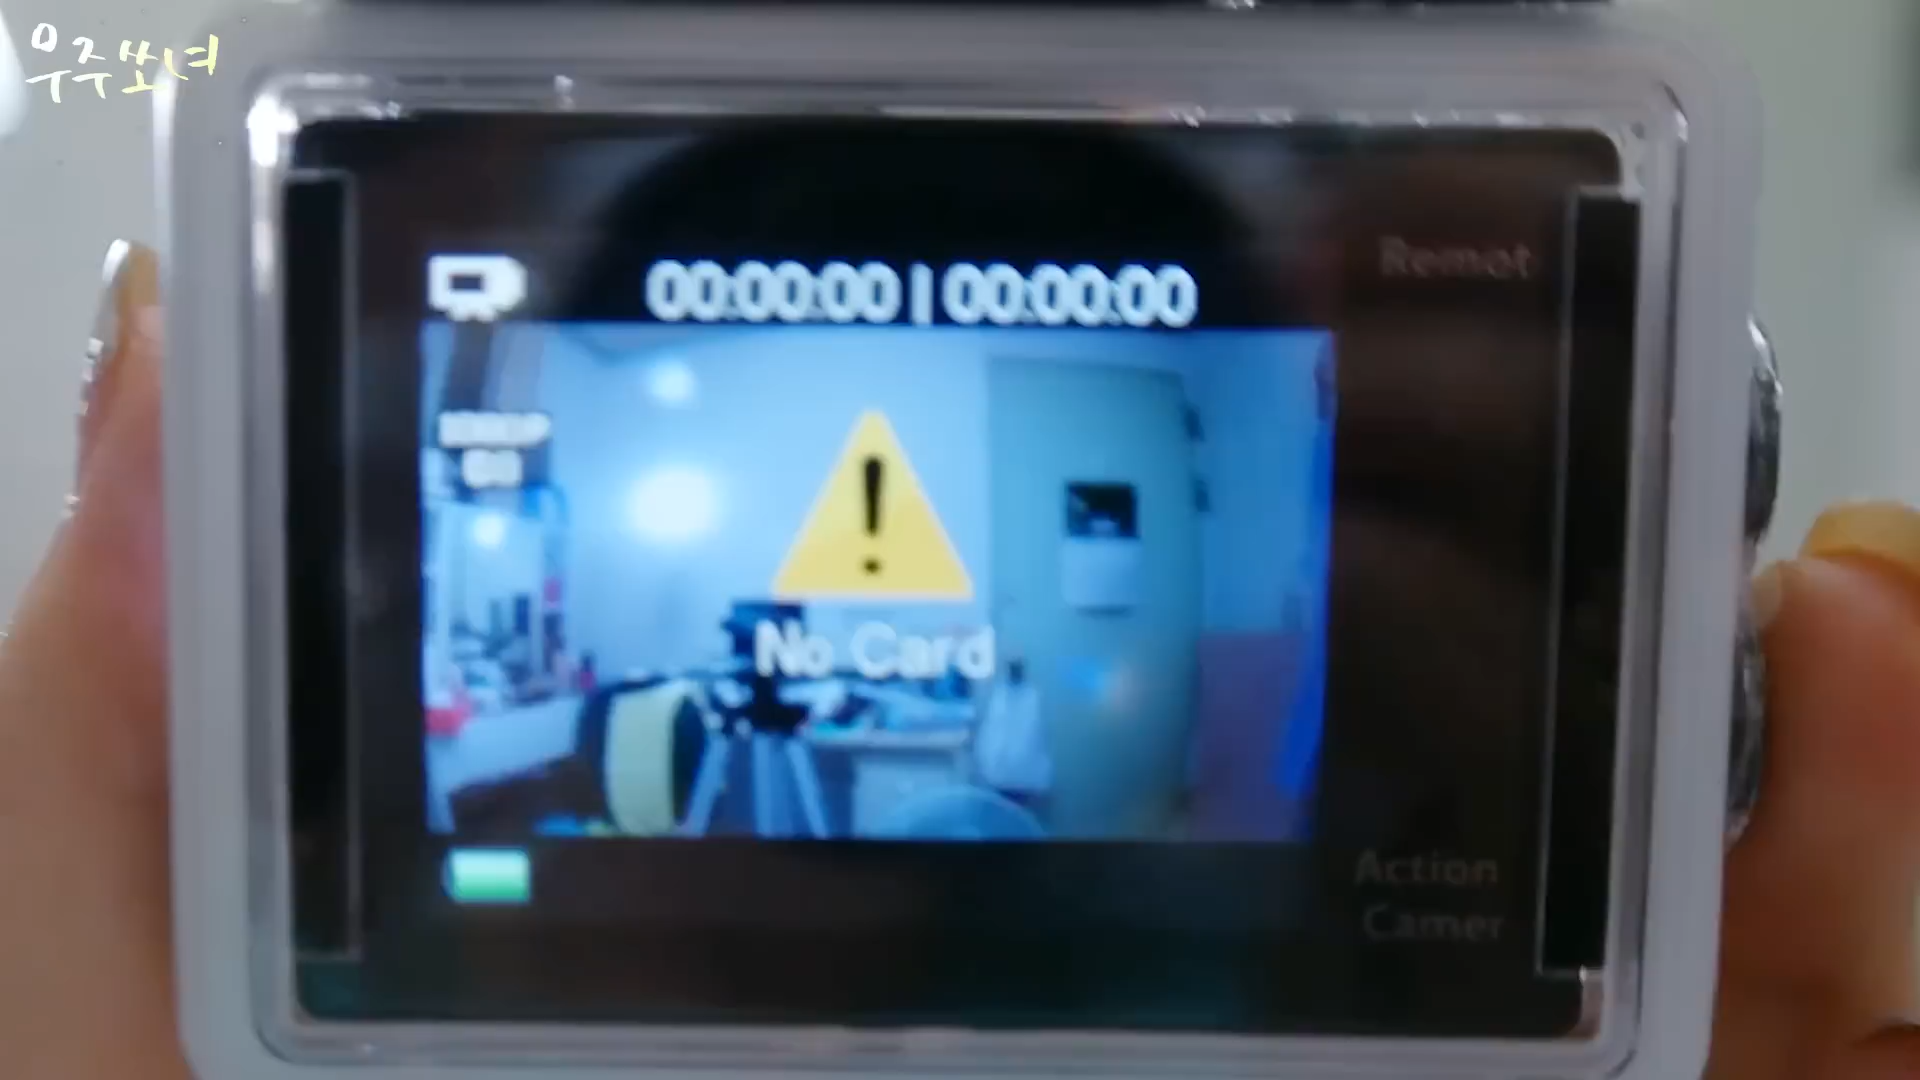 우주쏘녀
00:00:00 | 00:00:00
Remot
No Card
Action
Camer